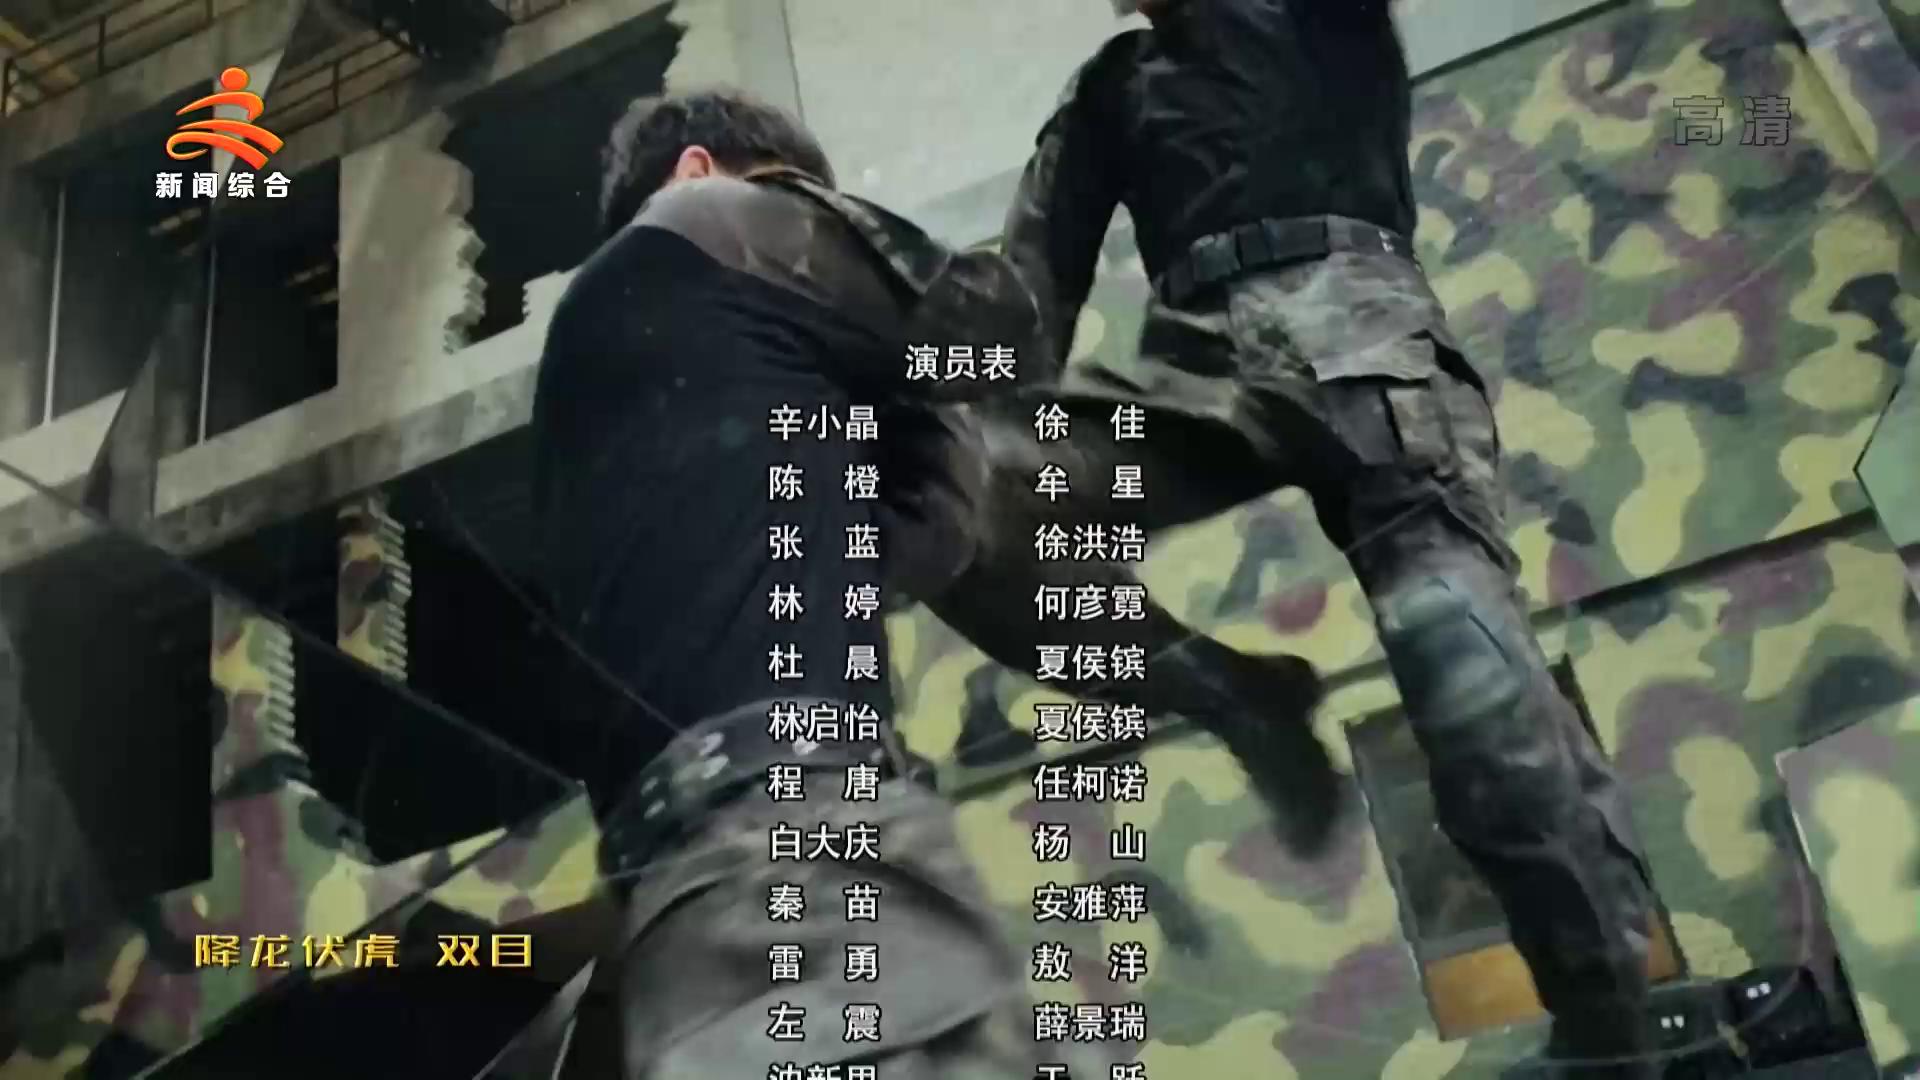 高清
新闻综合
演员表
辛小晶 徐佳
陈橙 牟星
张蓝 徐洪浩
林婷 何彦霓
杜晨 夏侯镔
林启怡 夏侯镔
程唐 任柯诺
白大庆 杨山
秦苗 安雅萍
雷勇 敖洋
降龙伏虎 双目
左震 薛景瑞